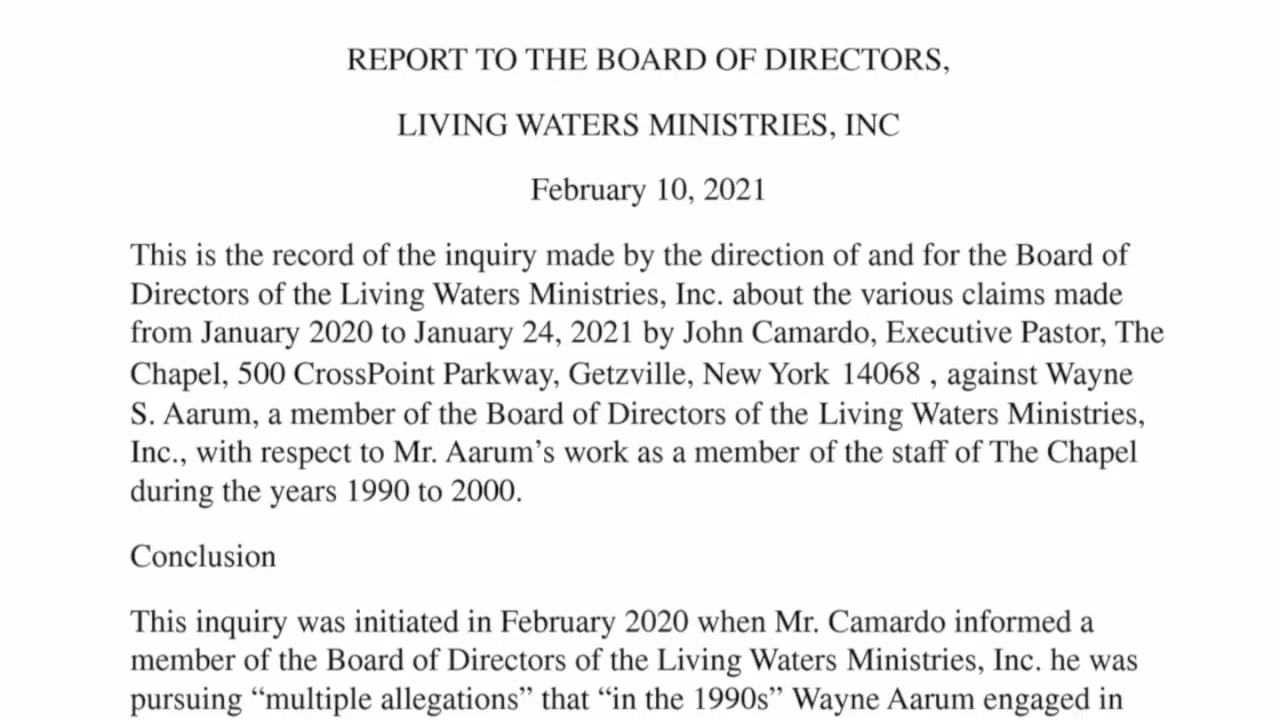 REPORT TO THE BOARD OF DIRECTORS,
LIVING WATERS MINISTRIES, INC
February 10, 2021
This is the record of the inquiry made by the direction of and for the Board of
Directors of the Living Waters Ministries, Inc. about the various claims made
from January 2020 to January 24, 2021 by John Camardo, Executive Pastor, The
Chapel, 500 CrossPoint Parkway, Getzville, New York 14068 , against Wayne
S. Aarum, a member of the Board of Directors of the Living Waters Ministries,
Inc., with respect to Mr. Aarum’s work as a member of the staff of The Chapel
during the years 1990 to 2000.
Conclusion
This inquiry was initiated in February 2020 when Mr. Camardo informed a
member of the Board of Directors of the Living Waters Ministries, Inc. he was
pursuing “multiple allegations” that “in the 1990s” Wayne Aarum engaged in